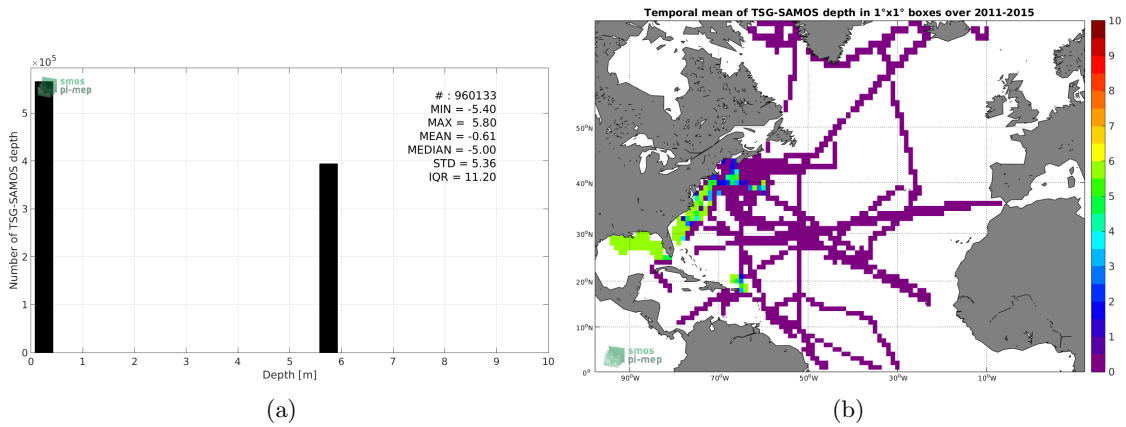 Number of TSG-SAMOS depth
×10⁵
5
4
3
2
1
0
smos
pi-mep
# : 960133
MIN = -5.40
MAX = 5.80
MEAN = -0.61
MEDIAN = -5.00
STD = 5.36
IQR = 11.20
0 1 2 3 4 5 6 7 8 9 10
Depth [m]
(a)
Temporal mean of TSG-SAMOS depth in 1°x1° boxes over 2011-2015
50°N
40°N
30°N
20°N
10°N
0°
smos
pi-mep
90°W 70°W 50°W 30°W 10°W
10
9
8
7
6
5
4
3
2
1
0
(b)